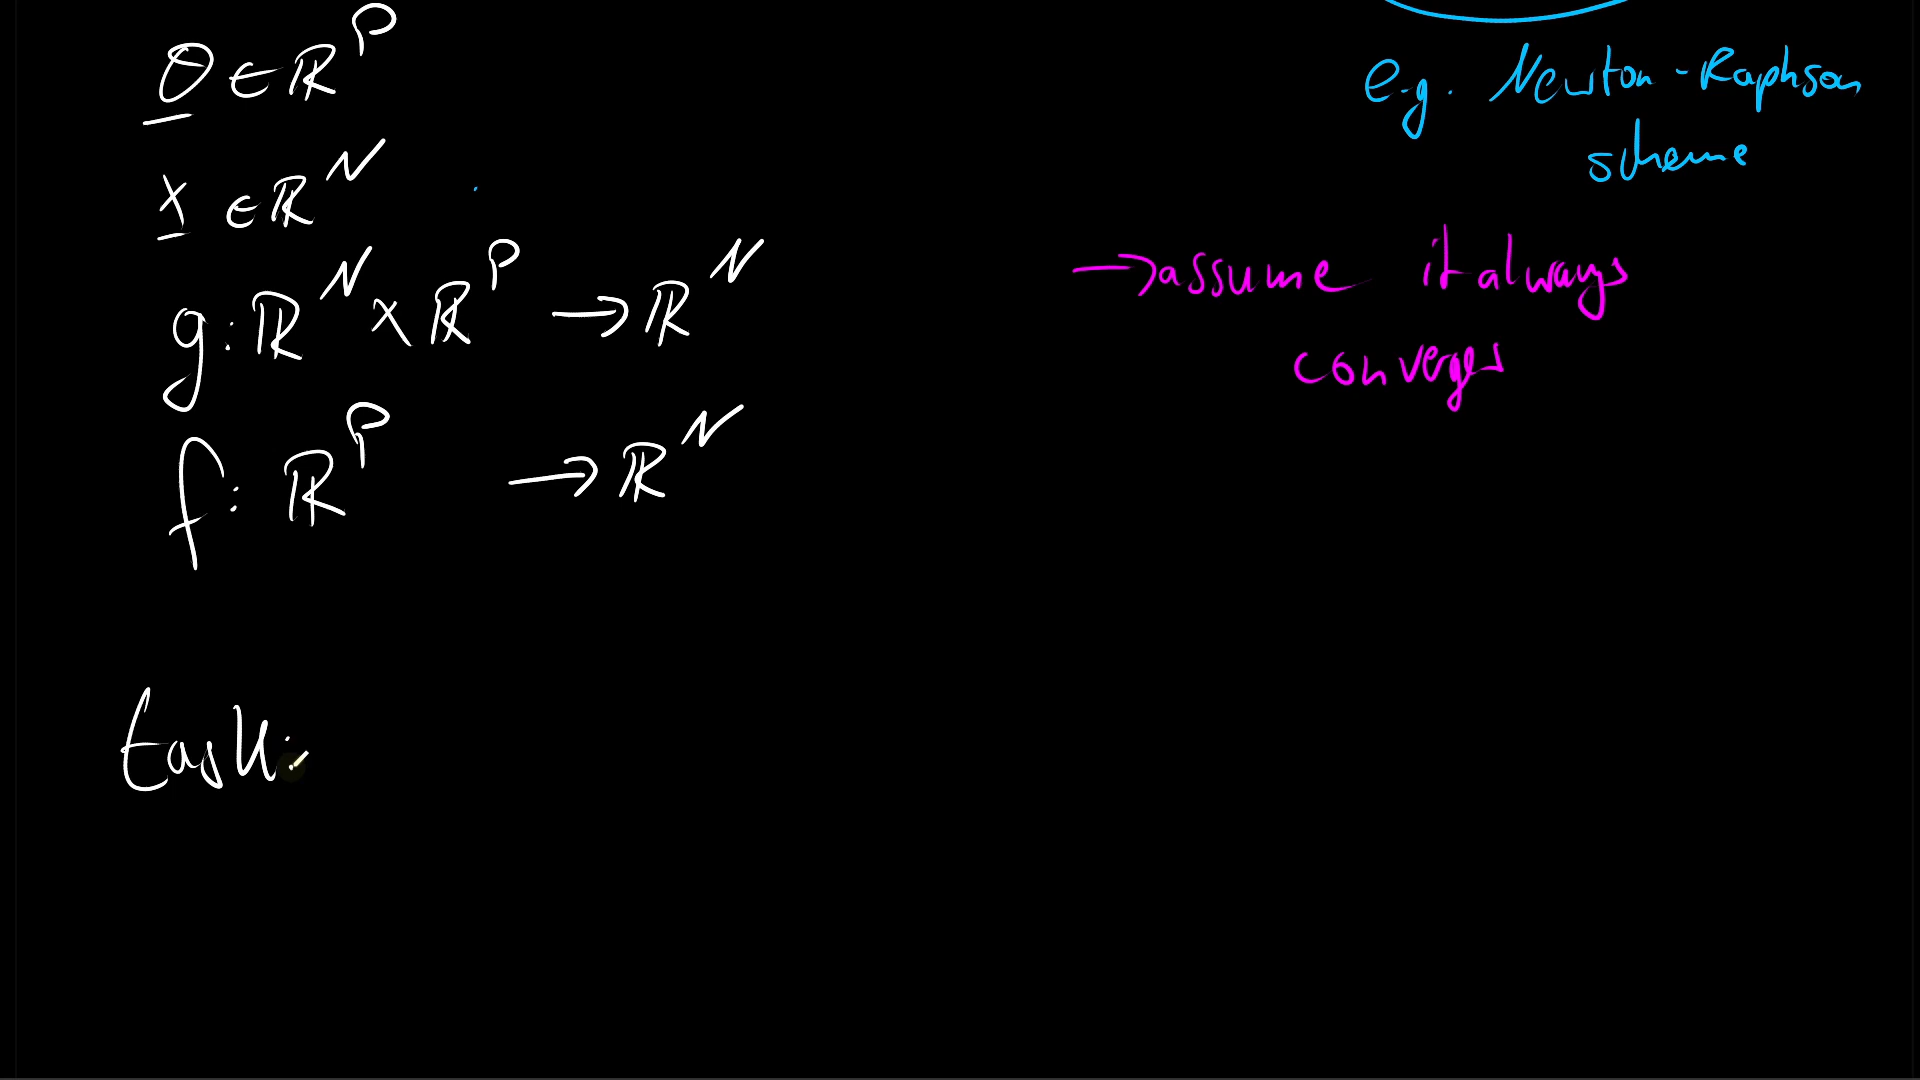 θ ∈ ℝ^P
x ∈ ℝ^N
g: ℝ^N × ℝ^P → ℝ^N
f: ℝ^P → ℝ^N
task:
e.g. Newton-Raphson
scheme
→ assume it always
converges